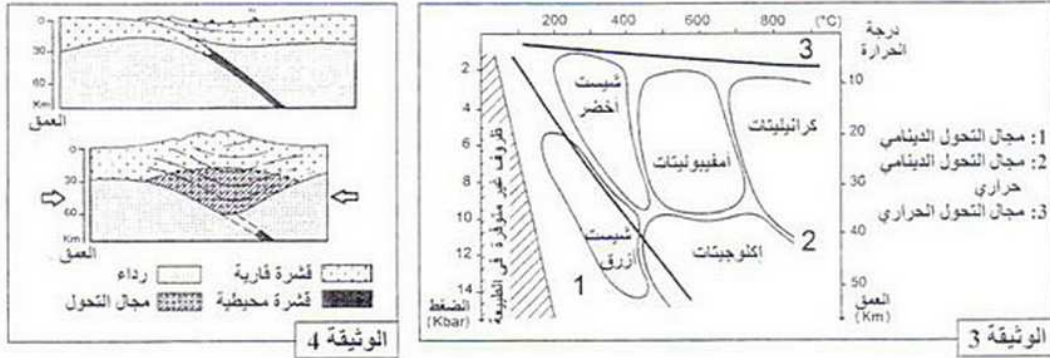 200 400 600 800 (°C)
درجة
الحرارة
3
2
4
6
8
10
12
14
10
20
30
40
50
شيست
أخضر
أمفيبوليتات
كرانيليتات
شيست
أزرق
إكلوجيتات
ظروف غير متوفرة في الطبيعة
1
2
الضغط
(Kbar)
العمق
(Km)
1: مجال التحول الدينامي
2: مجال التحول الدينامي
حراري
3: مجال التحول الحراري
الوثيقة 3
0
30
60
Km
العمق
0
30
60
Km
العمق
قشرة قارية
رداء
قشرة محيطية
مجال التحول
الوثيقة 4